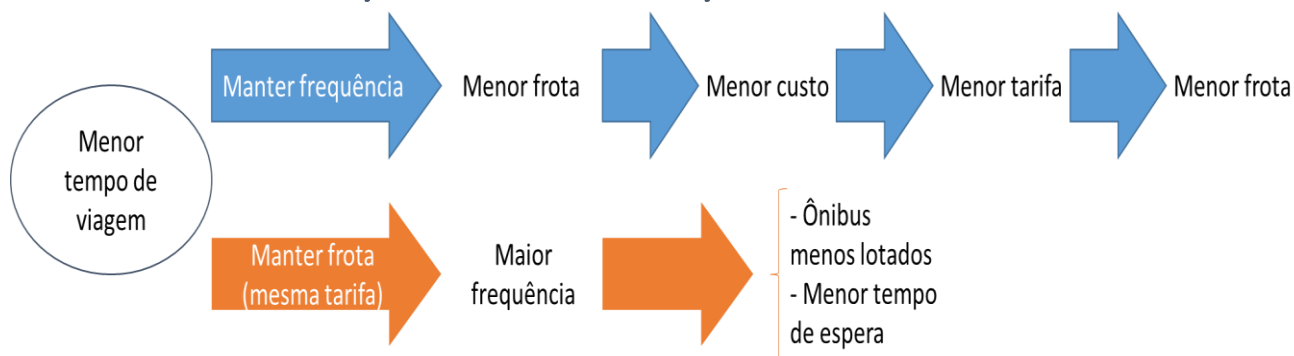 Menor
tempo de
viagem
Manter frequência
Menor frota
Menor custo
Menor tarifa
Menor frota
Manter frota
(mesma tarifa)
Maior
frequência
- Ônibus
menos lotados
- Menor tempo
de espera